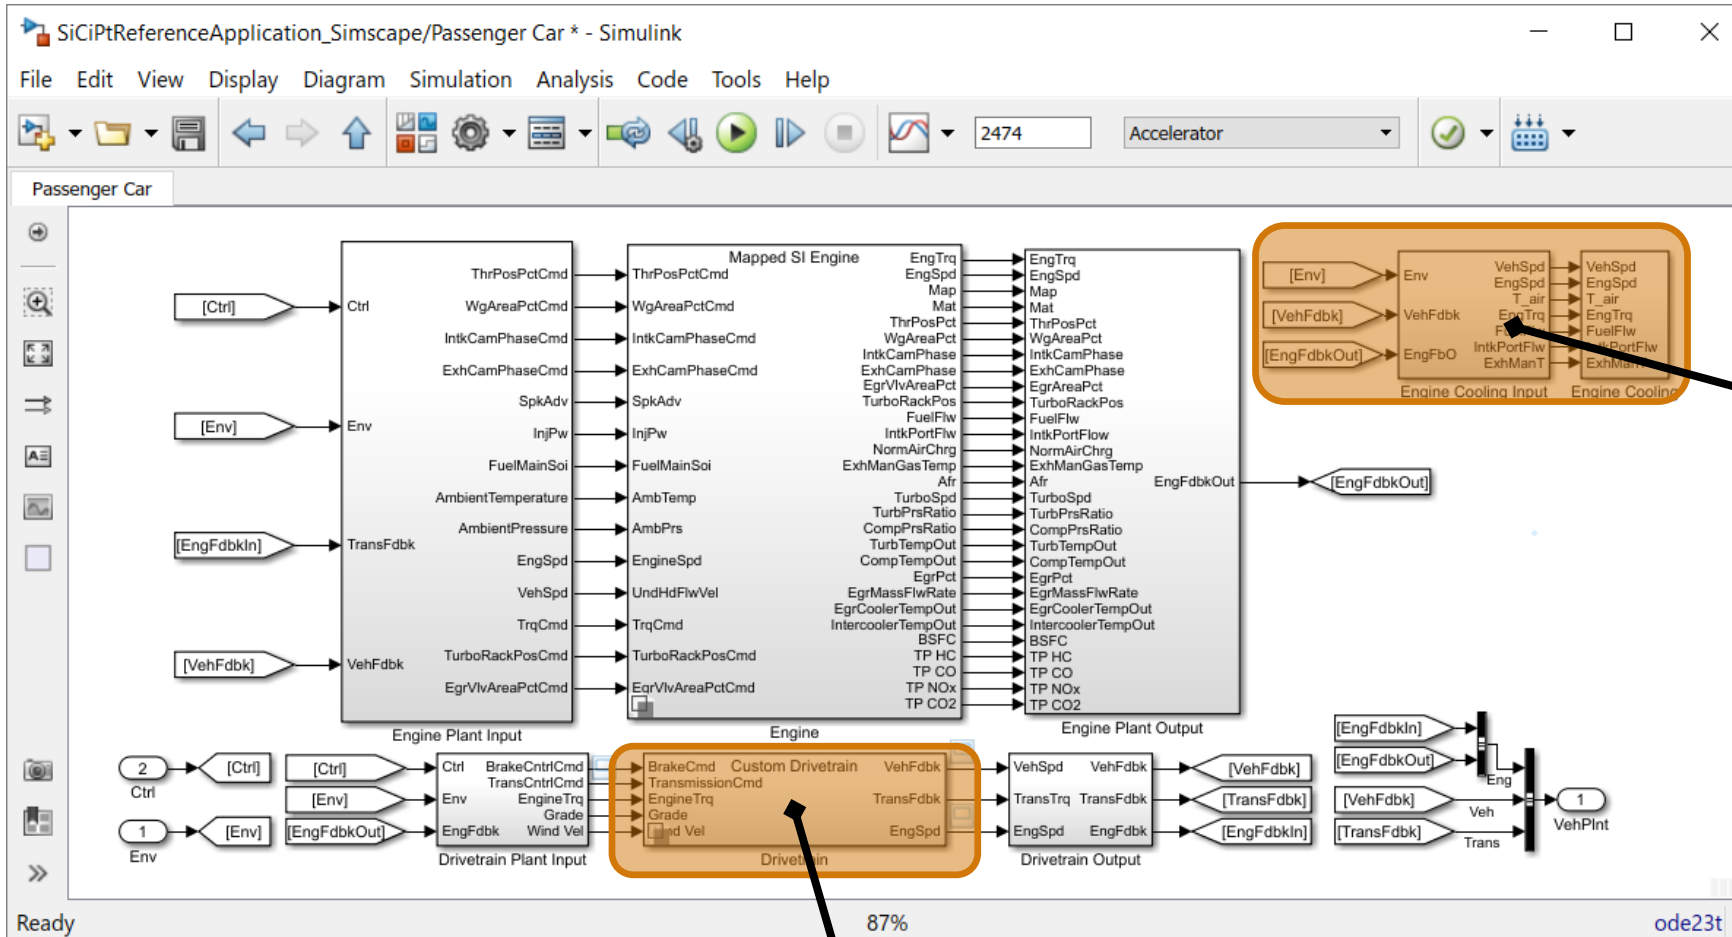 SiCiPtReferenceApplication_Simscape/Passenger Car * - Simulink
File Edit View Display Diagram Simulation Analysis Code Tools Help
2474 Accelerator
Passenger Car
[Ctrl]
[Env]
[EngFdbkIn]
[VehFdbk]
Ctrl
Env
TransFdbk
VehFdbk
ThrPosPctCmd
WgAreaPctCmd
IntkCamPhaseCmd
ExhCamPhaseCmd
SpkAdv
InjPw
FuelMainSoi
AmbientTemperature
AmbientPressure
EngSpd
VehSpd
TrqCmd
TurboRackPosCmd
EgrVlvAreaPctCmd
Engine Plant Input
Mapped SI Engine
ThrPosPctCmd
WgAreaPctCmd
IntkCamPhaseCmd
ExhCamPhaseCmd
SpkAdv
InjPw
FuelMainSoi
AmbTemp
AmbPrs
EngineSpd
UndHdFlwVel
TrqCmd
TurboRackPosCmd
EgrVlvAreaPctCmd
EngTrq
EngSpd
Map
Mat
ThrPosPct
WgAreaPct
IntkCamPhase
ExhCamPhase
EgrVlvAreaPct
TurboRackPos
FuelFlw
IntkPortFlw
NormAirChrg
ExhManGasTemp
Afr
TurboSpd
TurbPrsRatio
CompPrsRatio
TurbTempOut
CompTempOut
EgrPct
EgrMassFlwRate
EgrCoolerTempOut
IntercoolerTempOut
BSFC
TP HC
TP CO
TP NOx
TP CO2
Engine
EngTrq
EngSpd
Map
Mat
ThrPosPct
WgAreaPct
IntkCamPhase
ExhCamPhase
EgrAreaPct
TurboRackPos
FuelFlw
IntkPortFlow
NormAirChrg
ExhManGasTemp
Afr
TurboSpd
TurbPrsRatio
CompPrsRatio
TurbTempOut
CompTempOut
EgrPct
EgrMassFlwRate
EgrCoolerTempOut
IntercoolerTempOut
BSFC
TP HC
TP CO
TP NOx
TP CO2
EngFdbkOut
[EngFdbkOut]
Engine Plant Output
[Env]
[VehFdbk]
[EngFdbkOut]
Env
VehFdbk
EngFbO
VehSpd
EngSpd
T_air
EngTrq
IntkPortFlw
ExhManT
VehSpd
EngSpd
T_air
EngTrq
FuelFlw
Engine Cooling Input
Engine Cooling
2
Ctrl
1
Env
[Ctrl]
[Env]
[Ctrl]
[Env]
[EngFdbkOut]
Ctrl
Env
EngFdbk
BrakeCntrlCmd
TransCntrlCmd
EngineTrq
Grade
Wind Vel
Drivetrain Plant Input
Custom Drivetrain
BrakeCmd
TransmissionCmd
EngineTrq
Grade
Vel
VehFdbk
TransFdbk
EngSpd
Drivetrain
VehSpd
TransTrq
EngSpd
VehFdbk
TransFdbk
EngFdbk
Drivetrain Output
[VehFdbk]
[TransFdbk]
[EngFdbkIn]
[EngFdbkIn]
[EngFdbkOut]
[VehFdbk]
[TransFdbk]
Eng
Veh
Trans
1
VehPlnt
Ready 87% ode23t